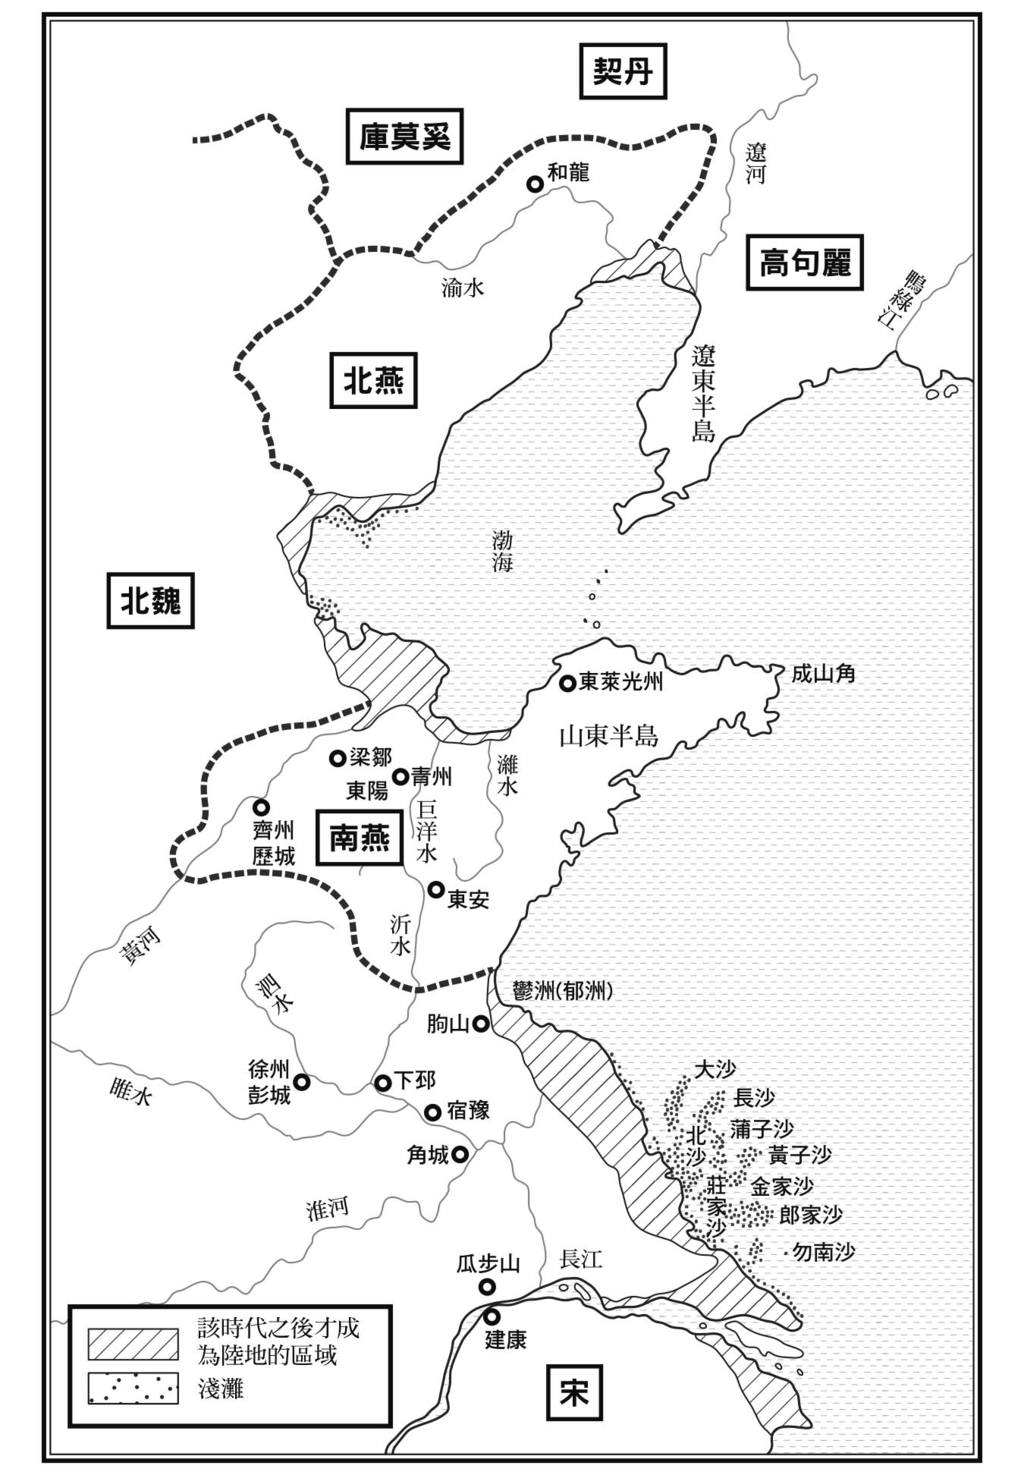 契丹
庫莫奚
和龍
遼河
高句麗
鴨綠江
渝水
北燕
遼東半島
渤海
北魏
東萊光州
成山角
山東半島
梁鄒
東陽
青州
濰水
巨洋水
齊州
歷城
南燕
東安
沂水
黃河
泗水
鬱洲(郁洲)
朐山
徐州
彭城
下邳
睢水
宿豫
角城
大沙
長沙
蒲子沙
北沙
黃子沙
莊家沙
金家沙
郎家沙
勿南沙
淮河
瓜步山
長江
建康
宋
該時代之後才成
為陸地的區域
淺灘